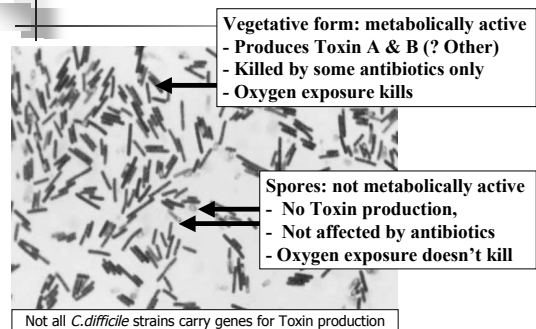 Vegetative form: metabolically active
- Produces Toxin A & B (? Other)
- Killed by some antibiotics only
- Oxygen exposure kills
Spores: not metabolically active
- No Toxin production,
- Not affected by antibiotics
- Oxygen exposure doesn't kill
Not all C.difficile strains carry genes for Toxin production